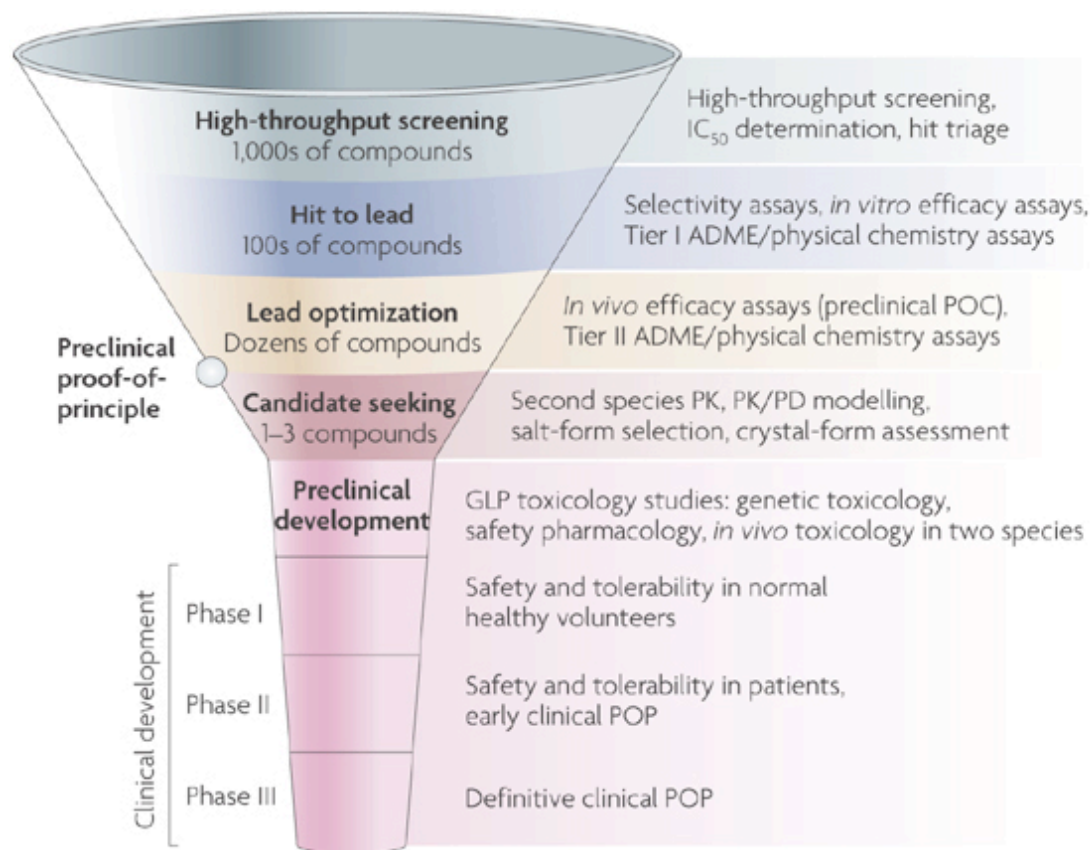 High-throughput screening
1,000s of compounds
High-throughput screening,
IC₅₀ determination, hit triage
Hit to lead
100s of compounds
Selectivity assays, in vitro efficacy assays,
Tier I ADME/physical chemistry assays
Lead optimization
Dozens of compounds
In vivo efficacy assays (preclinical POC),
Tier II ADME/physical chemistry assays
Preclinical
proof-of-
principle
Candidate seeking
1–3 compounds
Second species PK, PK/PD modelling,
salt-form selection, crystal-form assessment
Preclinical
development
GLP toxicology studies: genetic toxicology,
safety pharmacology, in vivo toxicology in two species
Clinical development
Phase I
Safety and tolerability in normal
healthy volunteers
Phase II
Safety and tolerability in patients,
early clinical POP
Phase III
Definitive clinical POP